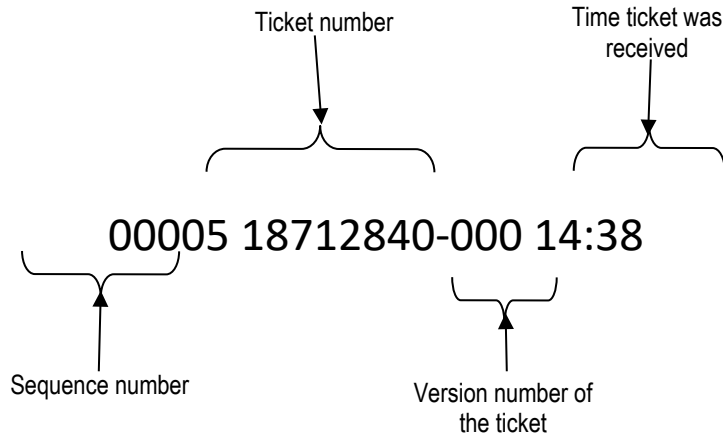 Ticket number
Time ticket was
received
00005 18712840-000 14:38
Sequence number
Version number of
the ticket